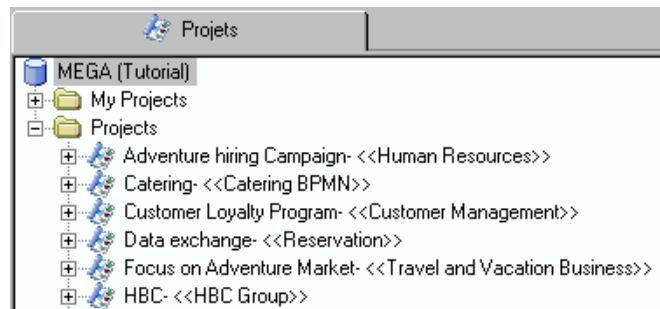 Projets
MEGA (Tutorial)
My Projects
Projects
Adventure hiring Campaign- <<Human Resources>>
Catering- <<Catering BPMN>>
Customer Loyalty Program- <<Customer Management>>
Data exchange- <<Reservation>>
Focus on Adventure Market- <<Travel and Vacation Business>>
HBC- <<HBC Group>>